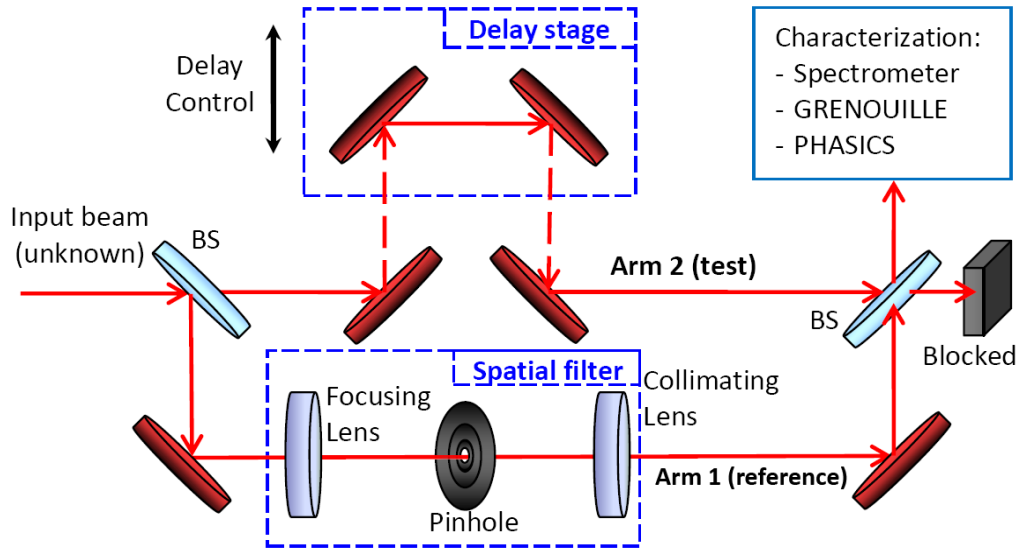 Delay stage
Delay
Control
Characterization:
- Spectrometer
- GRENOUILLE
- PHASICS
Input beam
(unknown)
BS
Arm 2 (test)
BS
Blocked
Spatial filter
Focusing
Lens
Collimating
Lens
Pinhole
Arm 1 (reference)